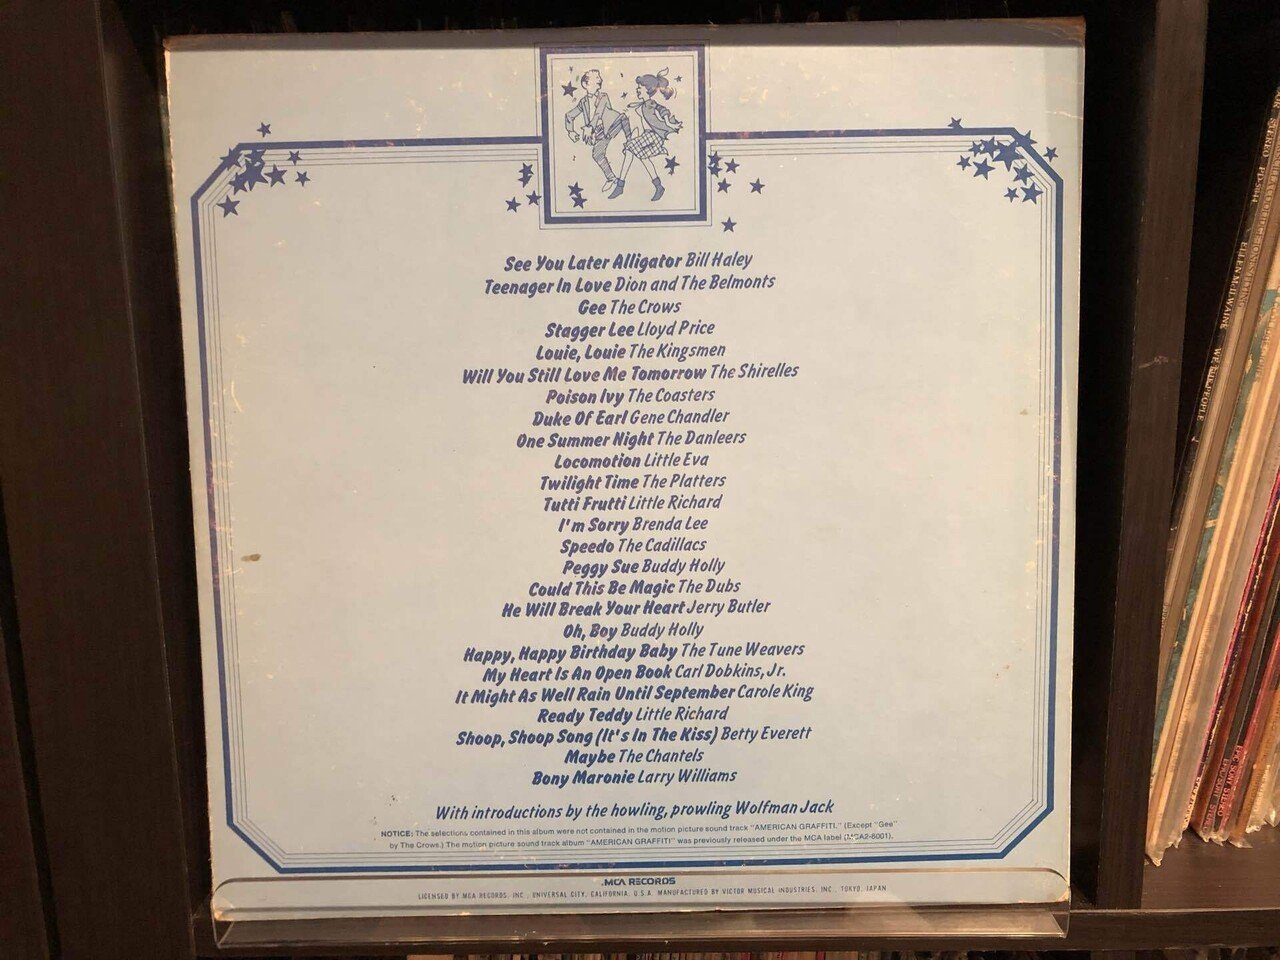 See You Later Alligator Bill Haley
Teenager In Love Dion and The Belmonts
Gee The Crows
Stagger Lee Lloyd Price
Louie, Louie The Kingsmen
Will You Still Love Me Tomorrow The Shirelles
Poison Ivy The Coasters
Duke Of Earl Gene Chandler
One Summer Night The Danleers
Locomotion Little Eva
Twilight Time The Platters
Tutti Frutti Little Richard
I'm Sorry Brenda Lee
Speedo The Cadillacs
Peggy Sue Buddy Holly
Could This Be Magic The Dubs
He Will Break Your Heart Jerry Butler
Oh, Boy Buddy Holly
Happy, Happy Birthday Baby The Tune Weavers
My Heart Is An Open Book Carl Dobkins, Jr.
It Might As Well Rain Until September Carole King
Ready Teddy Little Richard
Shoop, Shoop Song (It's In The Kiss) Betty Everett
Maybe The Chantels
Bony Maronie Larry Williams
With introductions by the howling, prowling Wolfman Jack
NOTICE: The selections contained in this album were not contained in the motion picture sound track "AMERICAN GRAFFITI." (Except "Gee"
by The Crows.) The motion picture sound track album "AMERICAN GRAFFITI" was previously released under the MCA label (MCA2-8001).
MCA RECORDS
LICENSED BY MCA RECORDS, INC., UNIVERSAL CITY, CALIFORNIA, U.S.A. MANUFACTURED BY VICTOR MUSICAL INDUSTRIES, INC., TOKYO, JAPAN
ELLEN McILWAINE WE THE PEOPLE